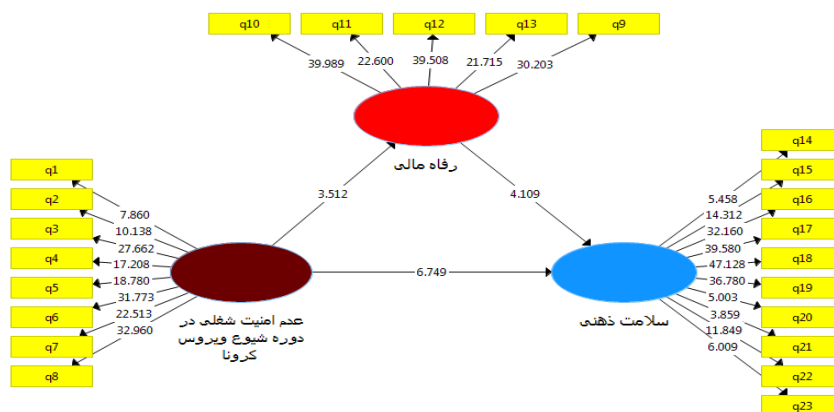 q10
q11
q12
q13
q9
39.989
22.600
39.508
21.715
30.203
رفاه مالی
q1
q2
q3
q4
q5
q6
q7
q8
7.860
10.138
27.662
17.208
18.780
31.773
22.513
32.960
3.512
4.109
6.749
عدم امنیت شغلی در
دوره شیوع ویروس
کرونا
سلامت ذهنی
5.458
14.312
32.160
39.580
47.128
36.780
5.003
3.859
11.849
6.009
q14
q15
q16
q17
q18
q19
q20
q21
q22
q23